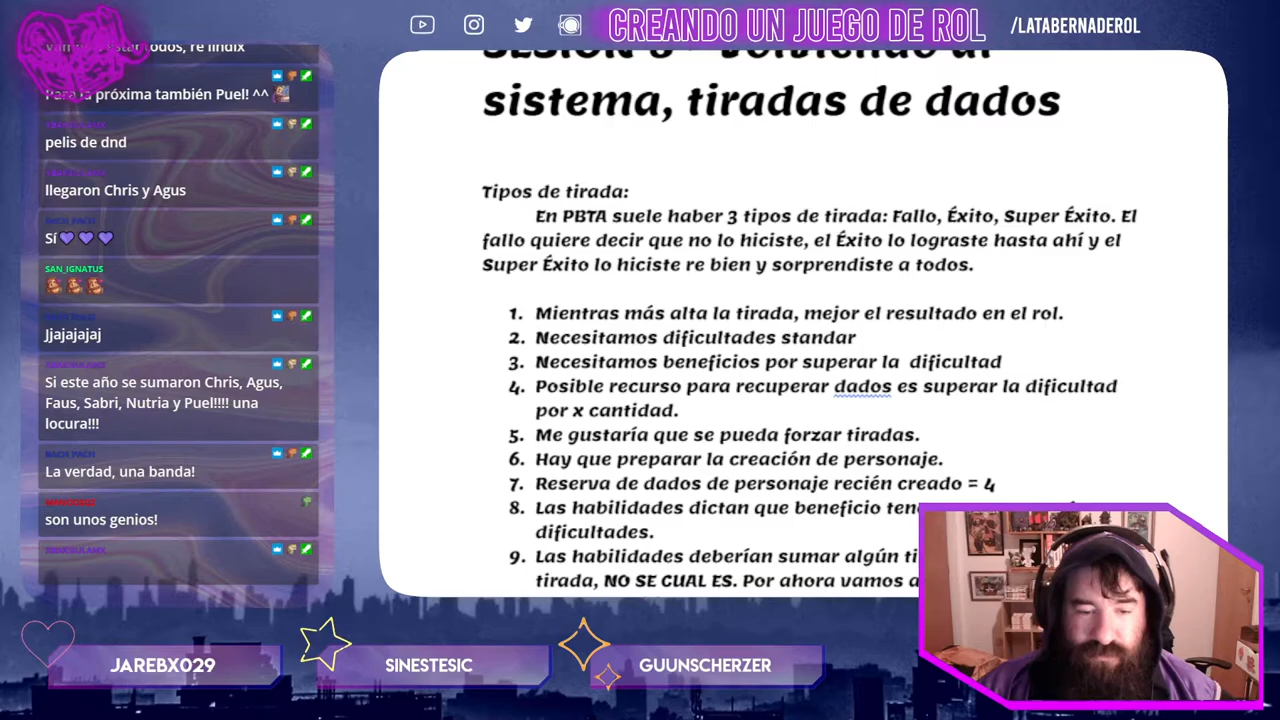 CREANDO UN JUEGO DE ROL
/LATABERNADEROL
Para la próxima también Puel! ^^
pelis de dnd
llegaron Chris y Agus
Sí💜💜💜
SAN_IGNATUS
Jjajajajaj
Si este año se sumaron Chris, Agus,
Faus, Sabri, Nutria y Puel!!!! una
locura!!!
La verdad, una banda!
son unos genios!
sistema, tiradas de dados
Tipos de tirada:
En PBTA suele haber 3 tipos de tirada: Fallo, Éxito, Super Éxito. El
fallo quiere decir que no lo hiciste, el Éxito lo lograste hasta ahí y el
Super Éxito lo hiciste re bien y sorprendiste a todos.
1. Mientras más alta la tirada, mejor el resultado en el rol.
2. Necesitamos dificultades standar
3. Necesitamos beneficios por superar la dificultad
4. Posible recurso para recuperar dados es superar la dificultad
por x cantidad.
5. Me gustaría que se pueda forzar tiradas.
6. Hay que preparar la creación de personaje.
7. Reserva de dados de personaje recién creado = 4
8. Las habilidades dictan que beneficio
dificultades.
9. Las habilidades deberían sumar algún
tirada, NO SE CUAL ES. Por ahora vamos
JAREBX029
SINESTESIC
GUUNSCHERZER